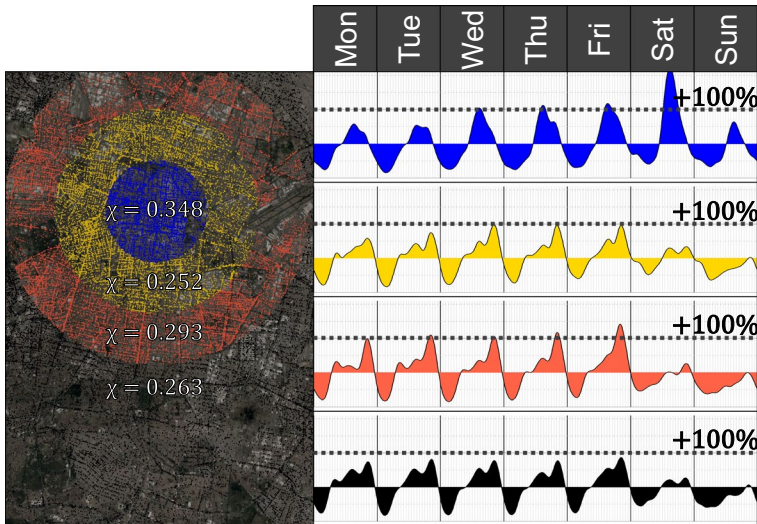 Mon Tue Wed Thu Fri Sat Sun
+100%
χ = 0.348
+100%
χ = 0.252
χ = 0.293
+100%
χ = 0.263
+100%